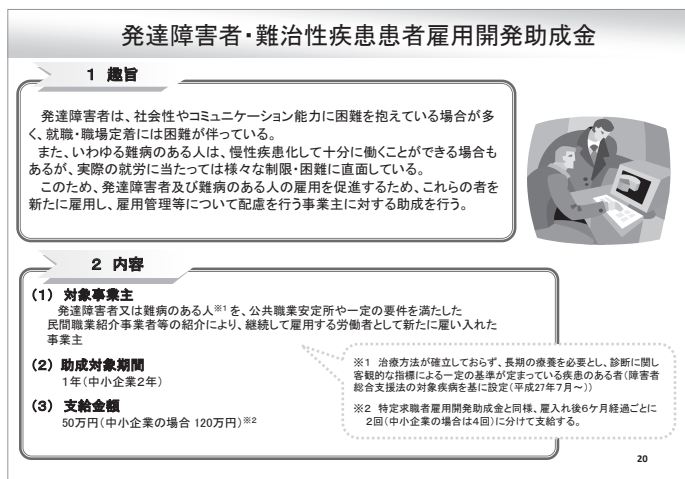 発達障害者・難治性疾患患者雇用開発助成金
1 趣旨
発達障害者は、社会性やコミュニケーション能力に困難を抱えている場合が多
く、就職・職場定着には困難が伴っている。
また、いわゆる難病のある人は、慢性疾患化して十分に働くことができる場合も
あるが、実際の就労に当たっては様々な制限・困難に直面している。
このため、発達障害者及び難病のある人の雇用を促進するため、これらの者を
新たに雇用し、雇用管理等について配慮を行う事業主に対する助成を行う。
2 内容
(1) 対象事業主
発達障害者又は難病のある人※1を、公共職業安定所や一定の要件を満たした
民間職業紹介事業者等の紹介により、継続して雇用する労働者として新たに雇い入れた
事業主
(2) 助成対象期間
1年(中小企業2年)
(3) 支給金額
50万円(中小企業の場合 120万円)※2
※1 治療方法が確立しておらず、長期の療養を必要とし、診断に関し
客観的な指標による一定の基準が定まっている疾患のある者(障害者
総合支援法の対象疾病を基に設定(平成27年7月~))
※2 特定求職者雇用開発助成金と同様、雇入れ後6ケ月経過ごとに
2回(中小企業の場合は4回)に分けて支給する。
20